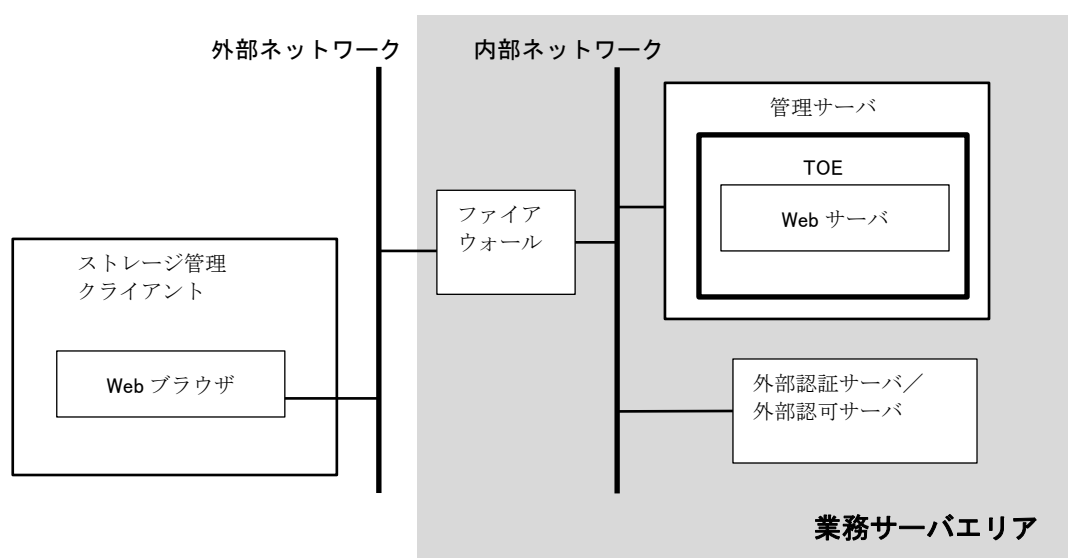 外部ネットワーク
内部ネットワーク
管理サーバ
TOE
Web サーバ
ファイア
ウォール
ストレージ管理
クライアント
Web ブラウザ
外部認証サーバ／
外部認可サーバ
業務サーバエリア